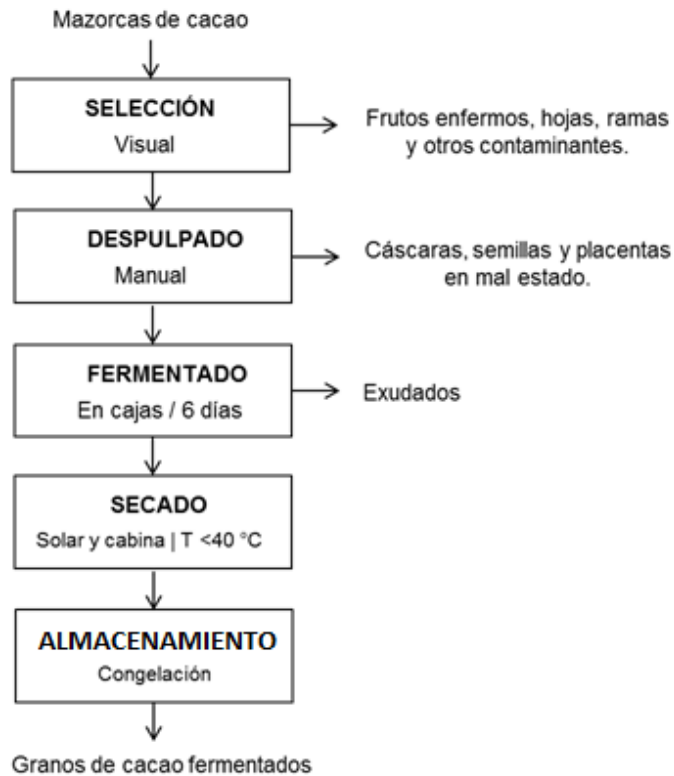 Mazorcas de cacao
SELECCIÓN
Visual
Frutos enfermos, hojas, ramas
y otros contaminantes.
DESPULPADO
Manual
Cáscaras, semillas y placentas
en mal estado.
FERMENTADO
En cajas / 6 días
Exudados
SECADO
Solar y cabina | T <40 °C
ALMACENAMIENTO
Congelación
Granos de cacao fermentados